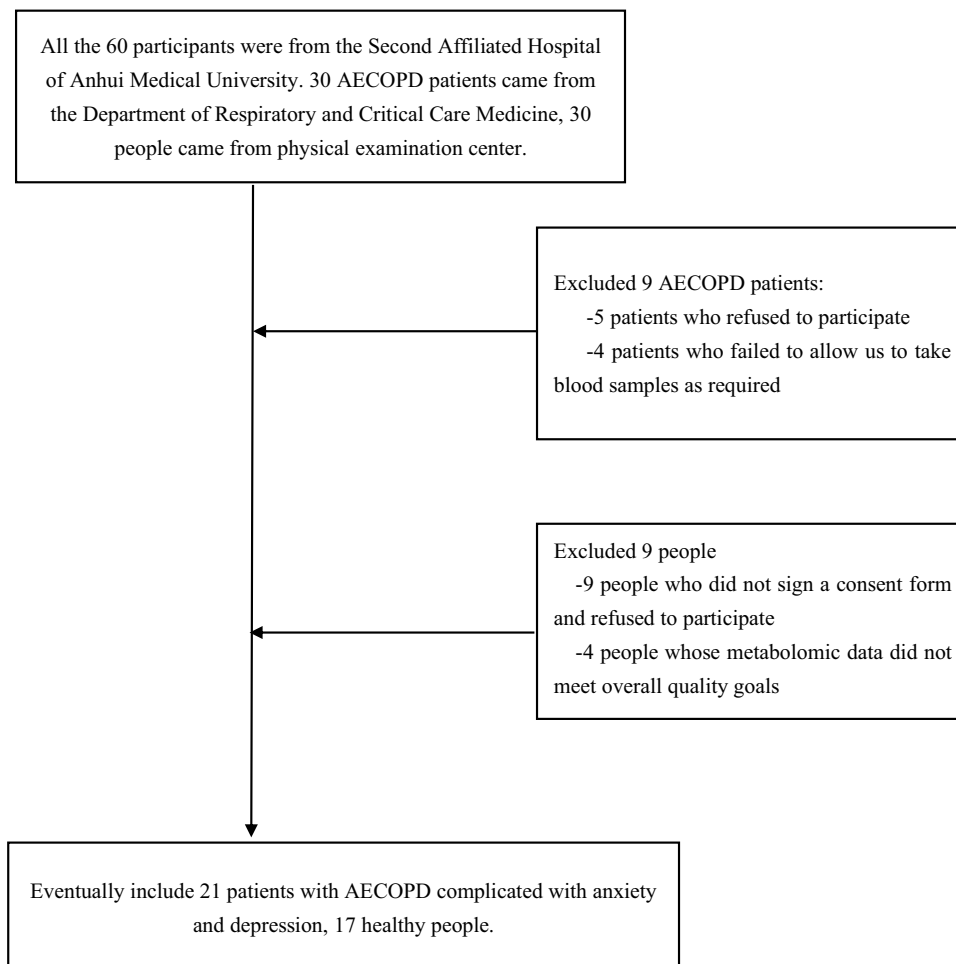 All the 60 participants were from the Second Affiliated Hospital
of Anhui Medical University. 30 AECOPD patients came from
the Department of Respiratory and Critical Care Medicine, 30
people came from physical examination center.
Excluded 9 AECOPD patients:
-5 patients who refused to participate
-4 patients who failed to allow us to take
blood samples as required
Excluded 9 people
-9 people who did not sign a consent form
and refused to participate
-4 people whose metabolomic data did not
meet overall quality goals
Eventually include 21 patients with AECOPD complicated with anxiety
and depression, 17 healthy people.